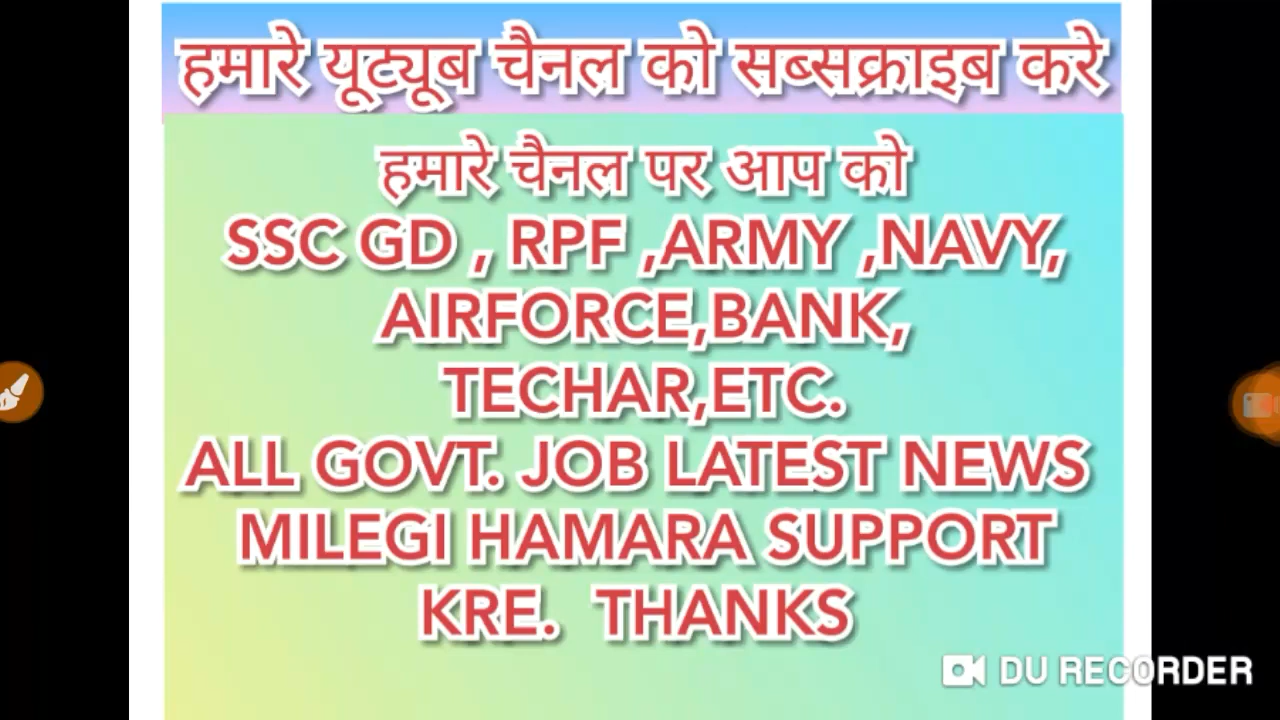 हमारे यूट्यूब चैनल को सब्सक्राइब करे
हमारे चैनल पर आप को
SSC GD , RPF ,ARMY ,NAVY,
AIRFORCE,BANK,
TECHAR,ETC.
ALL GOVT. JOB LATEST NEWS
MILEGI HAMARA SUPPORT
KRE. THANKS
DU RECORDER